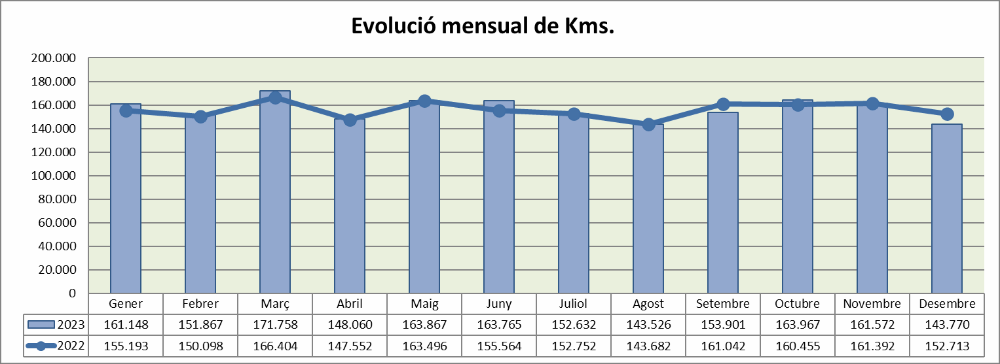 Evolució mensual de Kms.
200.000
180.000
160.000
140.000
120.000
100.000
80.000
60.000
40.000
20.000
0
Gener Febrer Març Abril Maig Juny Juliol Agost Setembre Octubre Novembre Desembre
2023 161.148 151.867 171.758 148.060 163.867 163.765 152.632 143.526 153.901 163.967 161.572 143.770
2022 155.193 150.098 166.404 147.552 163.496 155.564 152.752 143.682 161.042 160.455 161.392 152.713